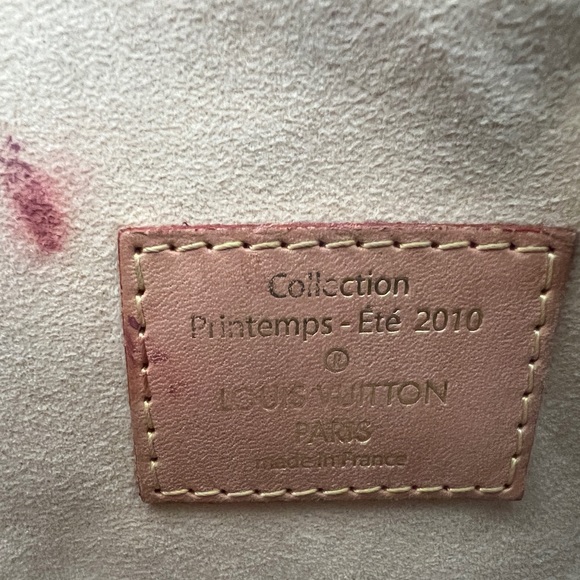 Collection
Printemps - Été 2010
®
LOUIS VUITTON
PARIS
made in France